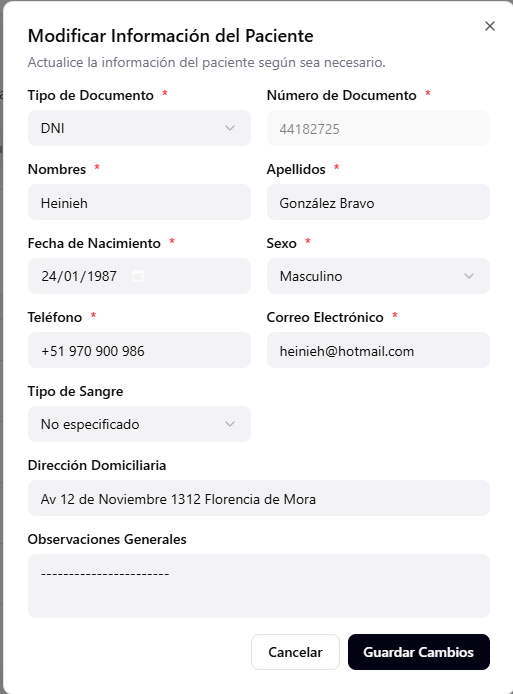 Modificar Información del Paciente
Actualice la información del paciente según sea necesario.
Tipo de Documento *
Número de Documento *
DNI
44182725
Nombres *
Apellidos *
Heinieh
González Bravo
Fecha de Nacimiento *
Sexo *
24/01/1987
Masculino
Teléfono *
Correo Electrónico *
+51 970 900 986
heinieh@hotmail.com
Tipo de Sangre
No especificado
Dirección Domiciliaria
Av 12 de Noviembre 1312 Florencia de Mora
Observaciones Generales
-----------------------
Cancelar
Guardar Cambios